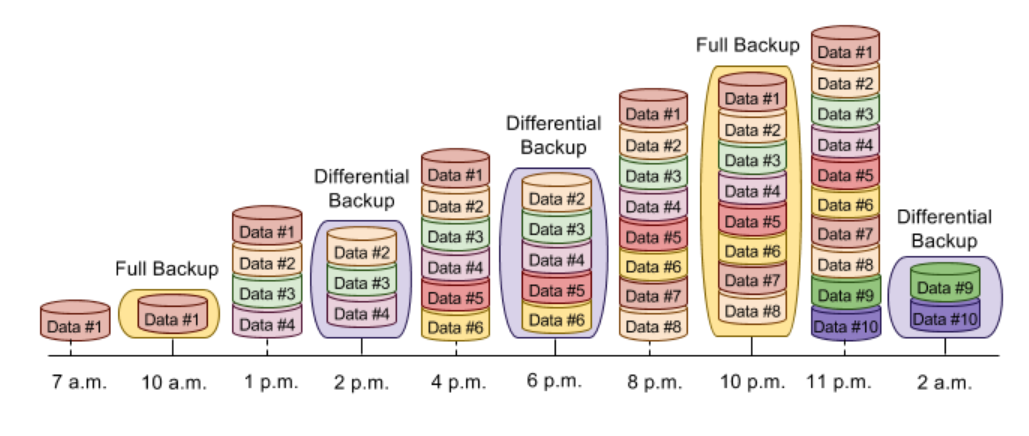 Full Backup
Data #1
Data #2
Data #3
Data #4
Data #5
Data #6
Data #7
Data #8
Data #9
Data #10
Data #1
Data #2
Data #3
Data #4
Data #5
Data #6
Data #7
Data #8
Differential
Backup
Data #2
Data #3
Data #4
Data #5
Data #6
Data #1
Data #2
Data #3
Data #4
Data #5
Data #6
Data #7
Data #8
Differential
Backup
Data #2
Data #3
Data #4
Data #1
Data #2
Data #3
Data #4
Data #5
Data #6
Differential
Backup
Data #9
Data #10
Full Backup
Data #1
Data #1
Data #1
Data #2
Data #3
Data #4
7 a.m. 10 a.m. 1 p.m. 2 p.m. 4 p.m. 6 p.m. 8 p.m. 10 p.m. 11 p.m. 2 a.m.